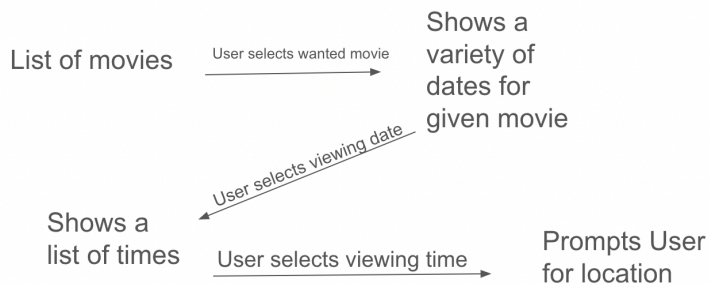 List of movies
User selects wanted movie
Shows a
variety of
dates for
given movie
User selects viewing date
Shows a
list of times
User selects viewing time
Prompts User
for location